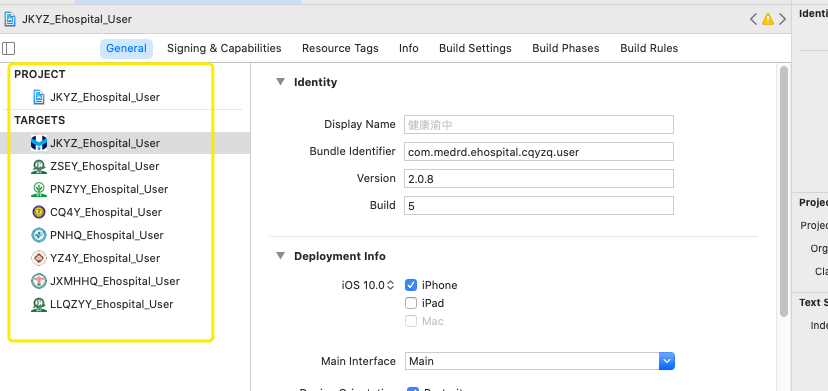 JKYZ_Ehospital_User
Identi
General Signing & Capabilities Resource Tags Info Build Settings Build Phases Build Rules
PROJECT
JKYZ_Ehospital_User
TARGETS
JKYZ_Ehospital_User
ZSEY_Ehospital_User
PNZYY_Ehospital_User
CQ4Y_Ehospital_User
PNHQ_Ehospital_User
YZ4Y_Ehospital_User
JXMHHQ_Ehospital_User
LLQZYY_Ehospital_User
Identity
Display Name 健康渝中
Bundle Identifier com.medrd.ehospital.cqyzq.user
Version 2.0.8
Build 5
Deployment Info
iOS 10.0 iPhone
iPad
Mac
Main Interface Main
Projec
Projec
Org
Cla
Text S
Inde